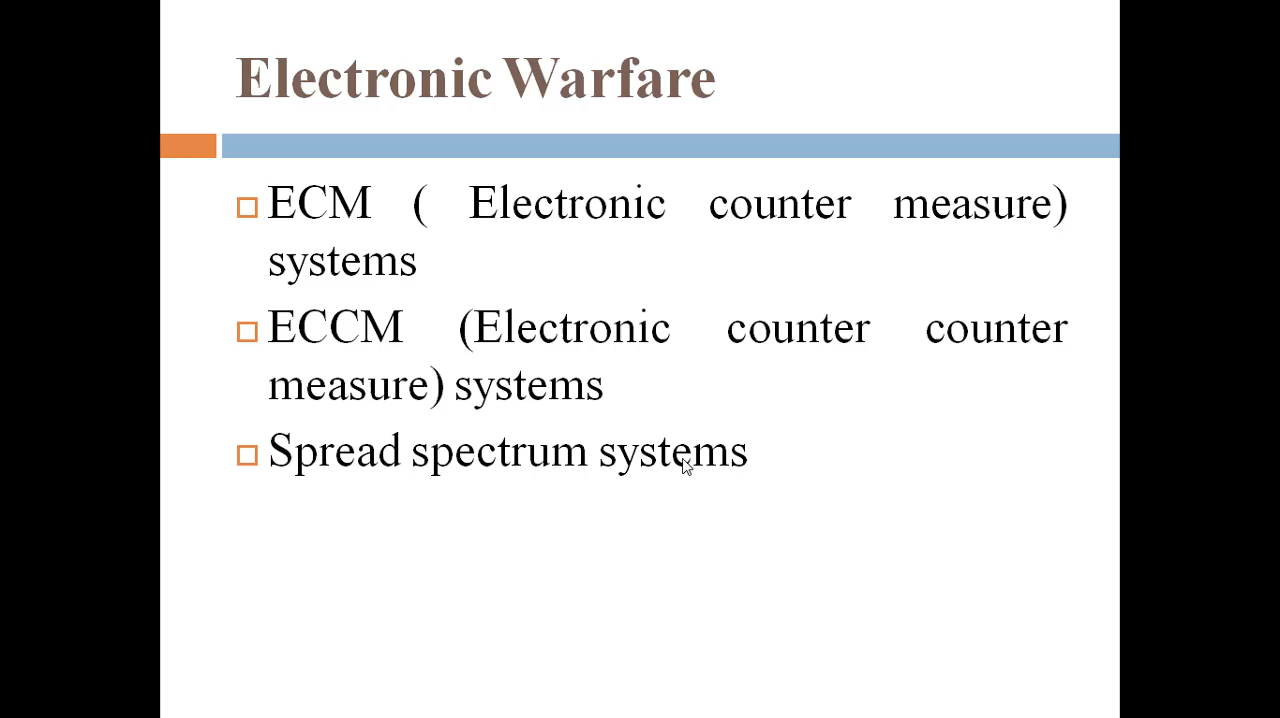 Electronic Warfare
ECM ( Electronic counter measure)
systems
ECCM (Electronic counter counter
measure) systems
Spread spectrum systems